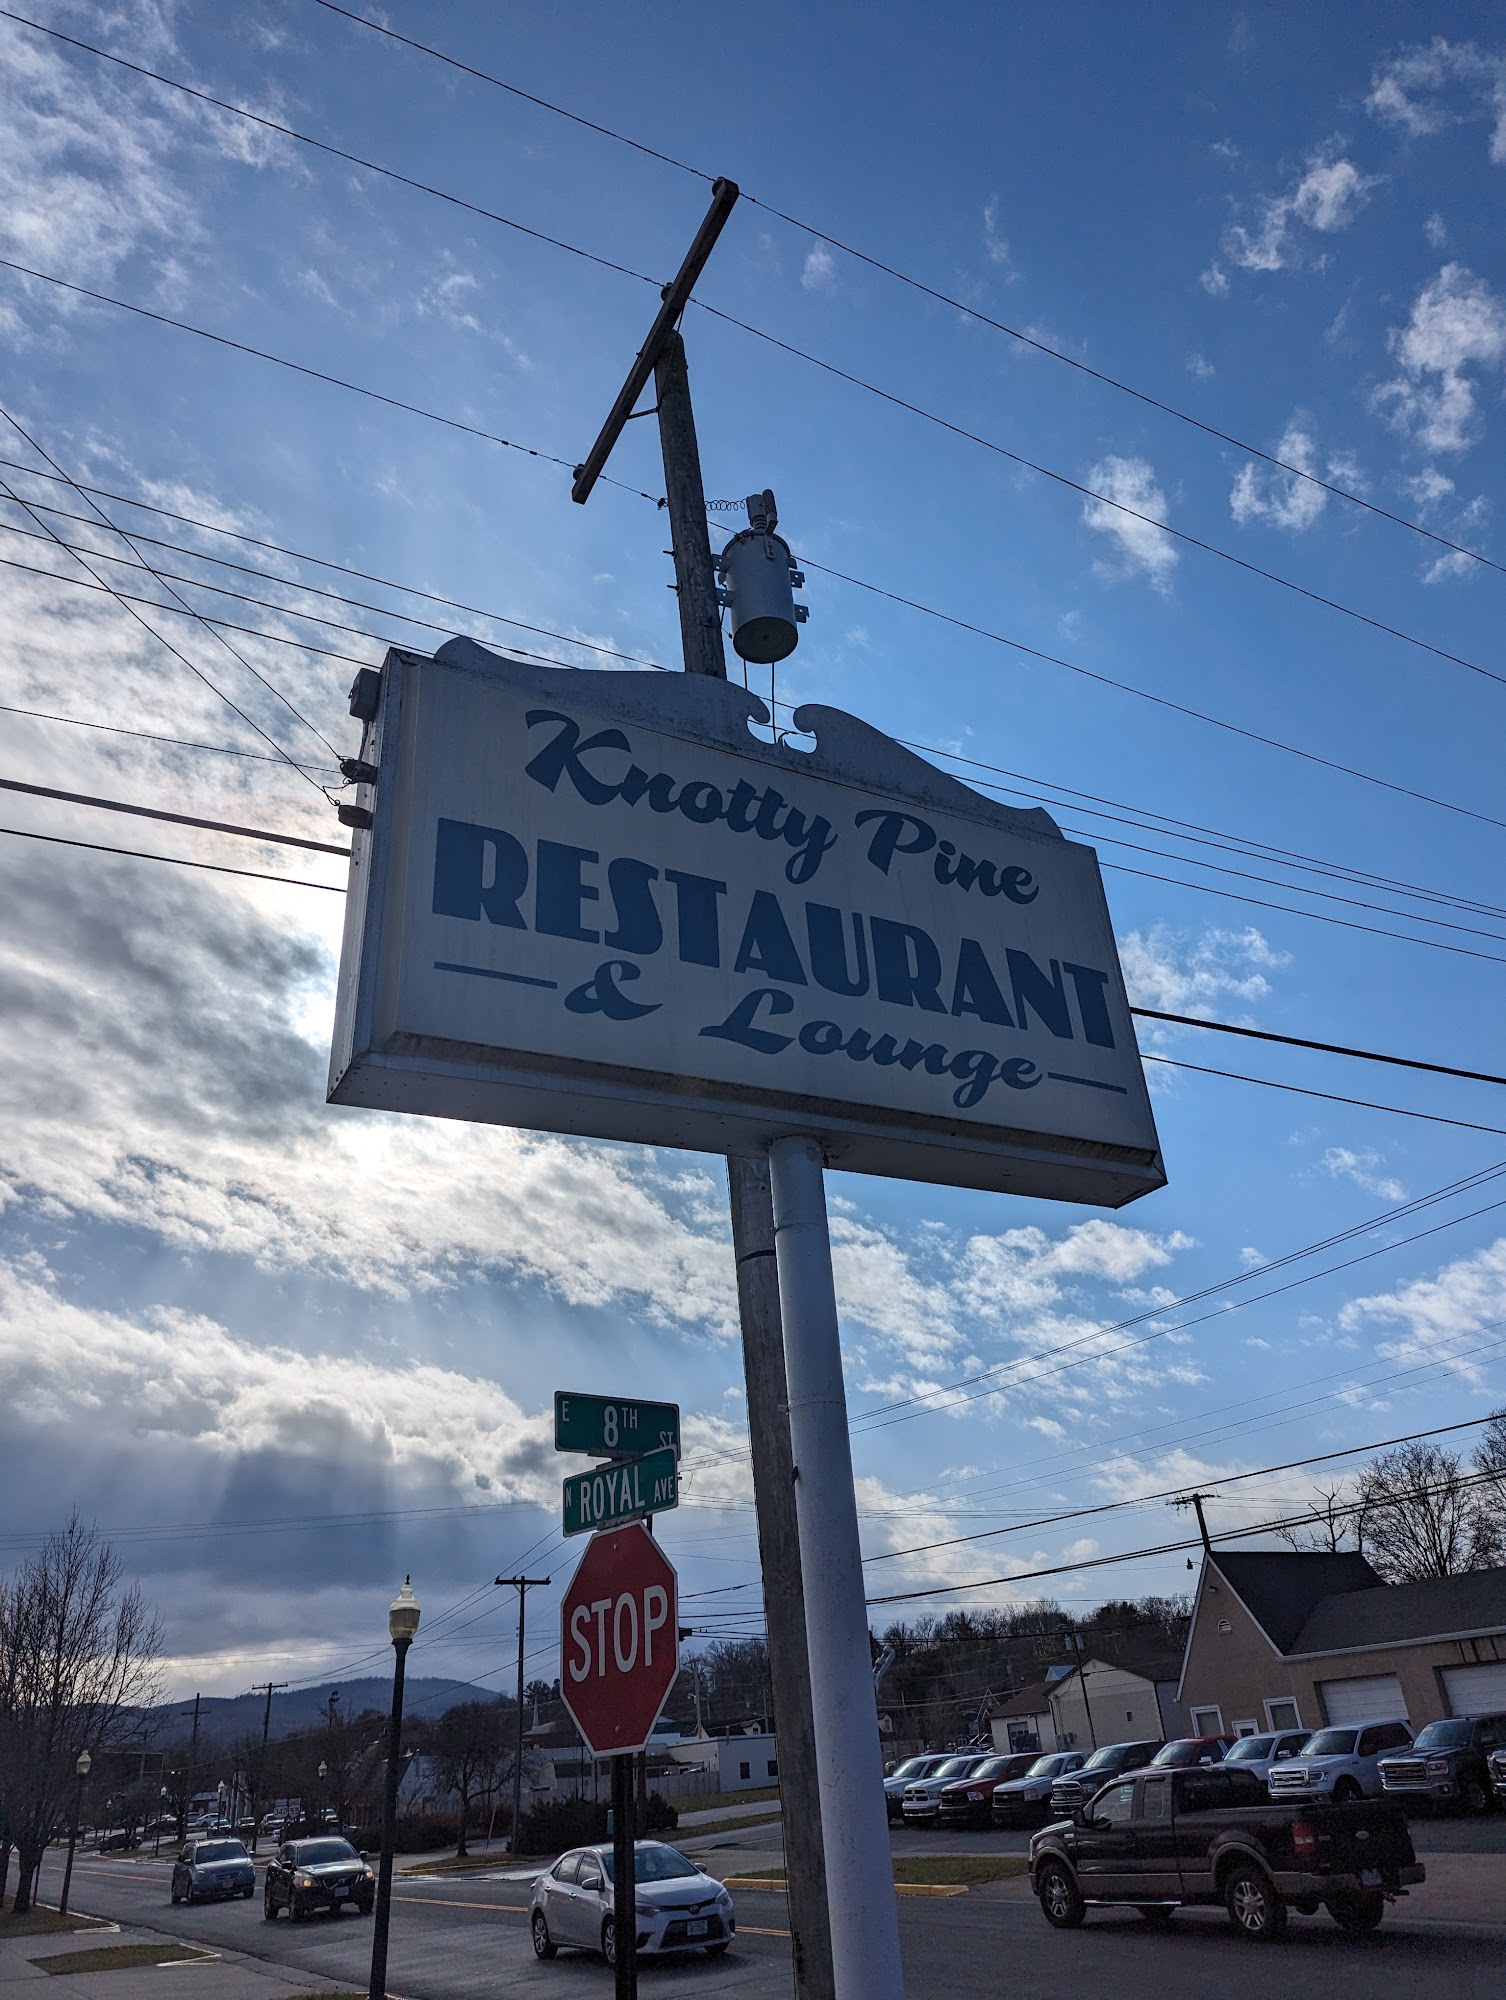 Knotty Pine
RESTAURANT
& Lounge
E 8TH ST
N ROYAL AVE
STOP